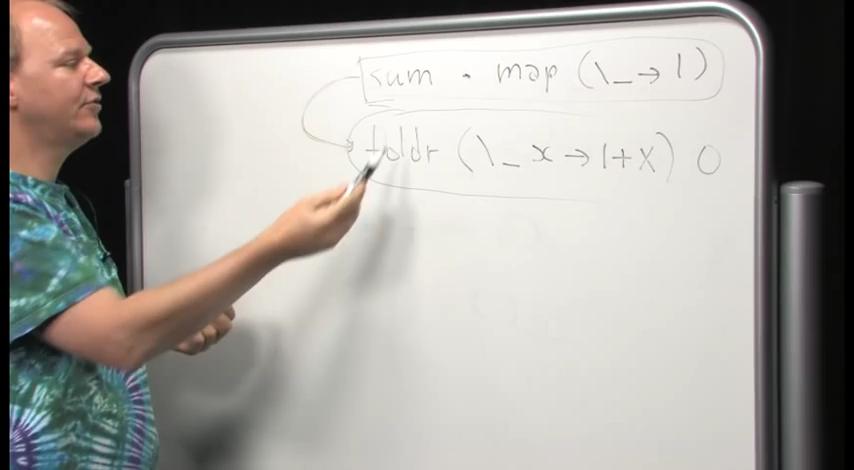 sum . map (\_→1)
foldr (\_ x→1+x) 0